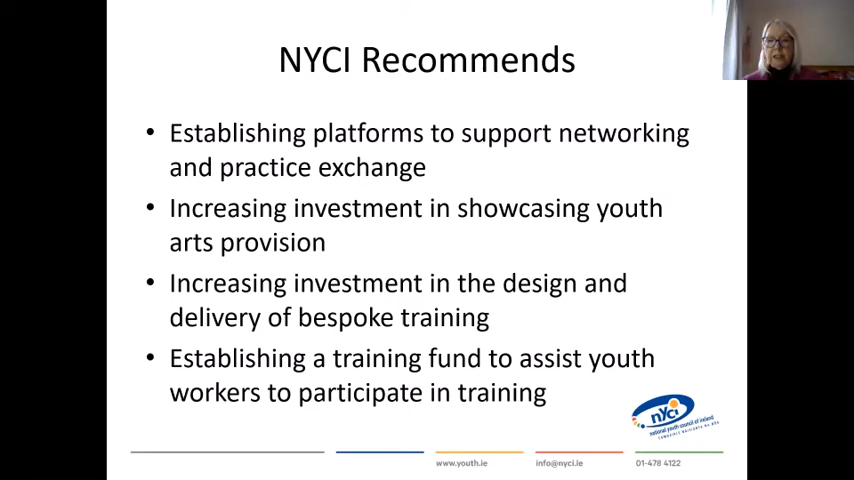 NYCI Recommends
• Establishing platforms to support networking
and practice exchange
• Increasing investment in showcasing youth
arts provision
• Increasing investment in the design and
delivery of bespoke training
• Establishing a training fund to assist youth
workers to participate in training
nyci
national youth council of ireland
www.youth.ie
info@nyci.ie
01-478 4122